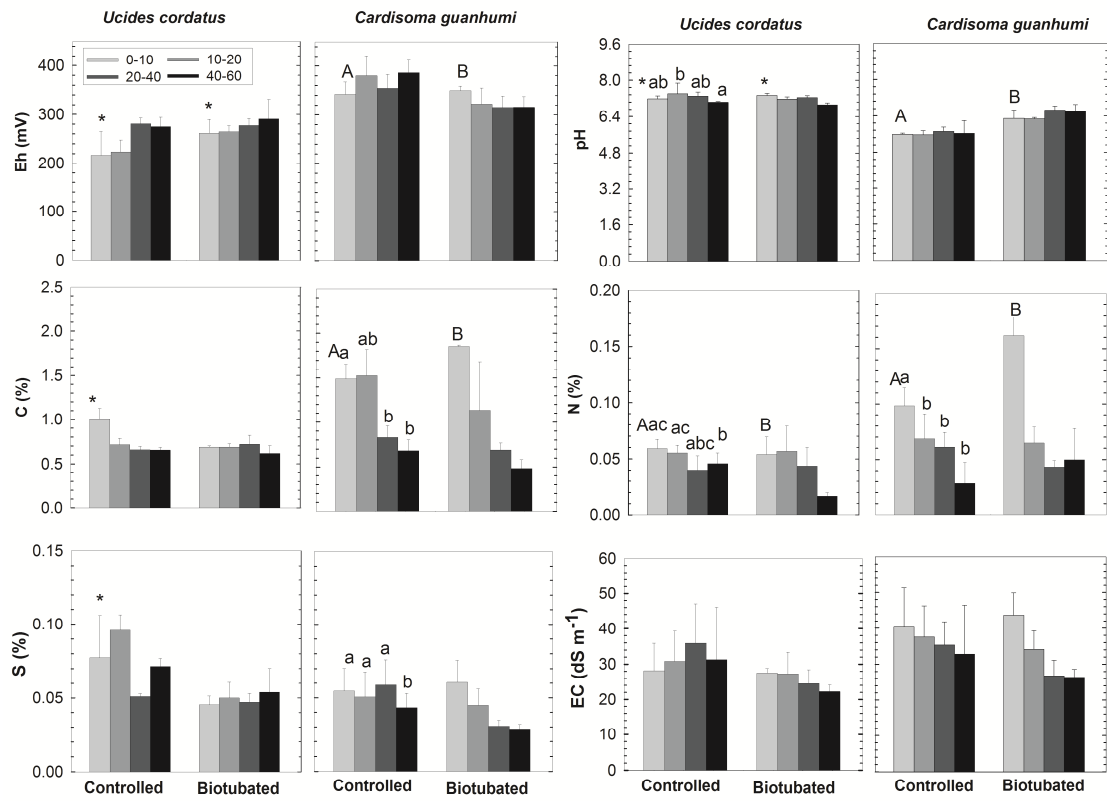 Ucides cordatus
Cardisoma guanhumi
Ucides cordatus
Cardisoma guanhumi
0-10 10-20
20-40 40-60
Eh (mV)
400
300
200
100
0
*
*
A
B
pH
9.6
8.0
6.4
4.8
3.2
1.6
0.0
* ab b ab a
*
A
B
C (%)
2.5
2.0
1.5
1.0
0.5
0.0
*
Aa ab b b
B
N (%)
0.20
0.15
0.10
0.05
0.00
Aac ac abc b
B
Aa b b b
B
S (%)
0.15
0.10
0.05
0.00
*
a a a b
EC (dS m-1)
60
50
40
30
20
10
0
Controlled Biotubated
Controlled Biotubated
Controlled Biotubated
Controlled Biotubated